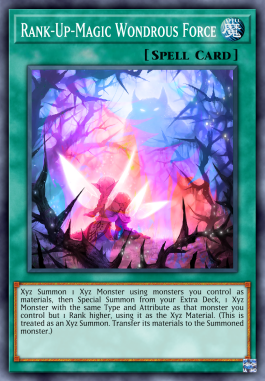 Rank-Up-Magic Wondrous Force
魔
[Spell Card]
Xyz Summon 1 Xyz Monster using monsters you control as
materials, then Special Summon from your Extra Deck, 1 Xyz
Monster with the same Type and Attribute as that monster you
control but 1 Rank higher, using it as the Xyz Material. (This is
treated as an Xyz Summon. Transfer its materials to the Summoned
monster.)